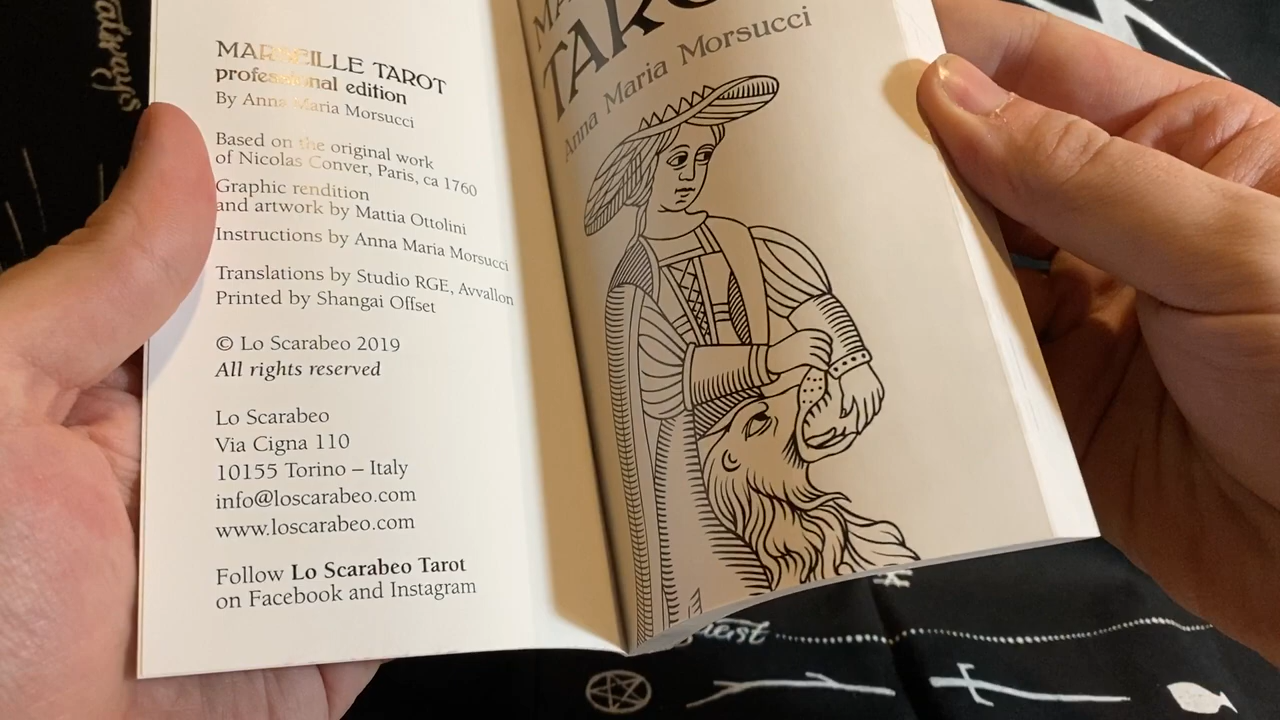 MARSEILLE TAROT
professional edition
By Anna Maria Morsucci
Based on the original work
of Nicolas Conver, Paris, ca 1760
Graphic rendition
and artwork by Mattia Ottolini
Instructions by Anna Maria Morsucci
Translations by Studio RGE, Avvallon
Printed by Shangai Offset
© Lo Scarabeo 2019
All rights reserved
Lo Scarabeo
Via Cigna 110
10155 Torino – Italy
info@loscarabeo.com
www.loscarabeo.com
Follow Lo Scarabeo Tarot
on Facebook and Instagram
Anna Maria Morsucci